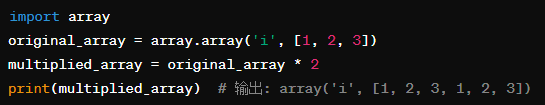 import array
original_array = array.array('i', [1, 2, 3])
multiplied_array = original_array * 2
print(multiplied_array)  # 输出: array('i', [1, 2, 3, 1, 2, 3])